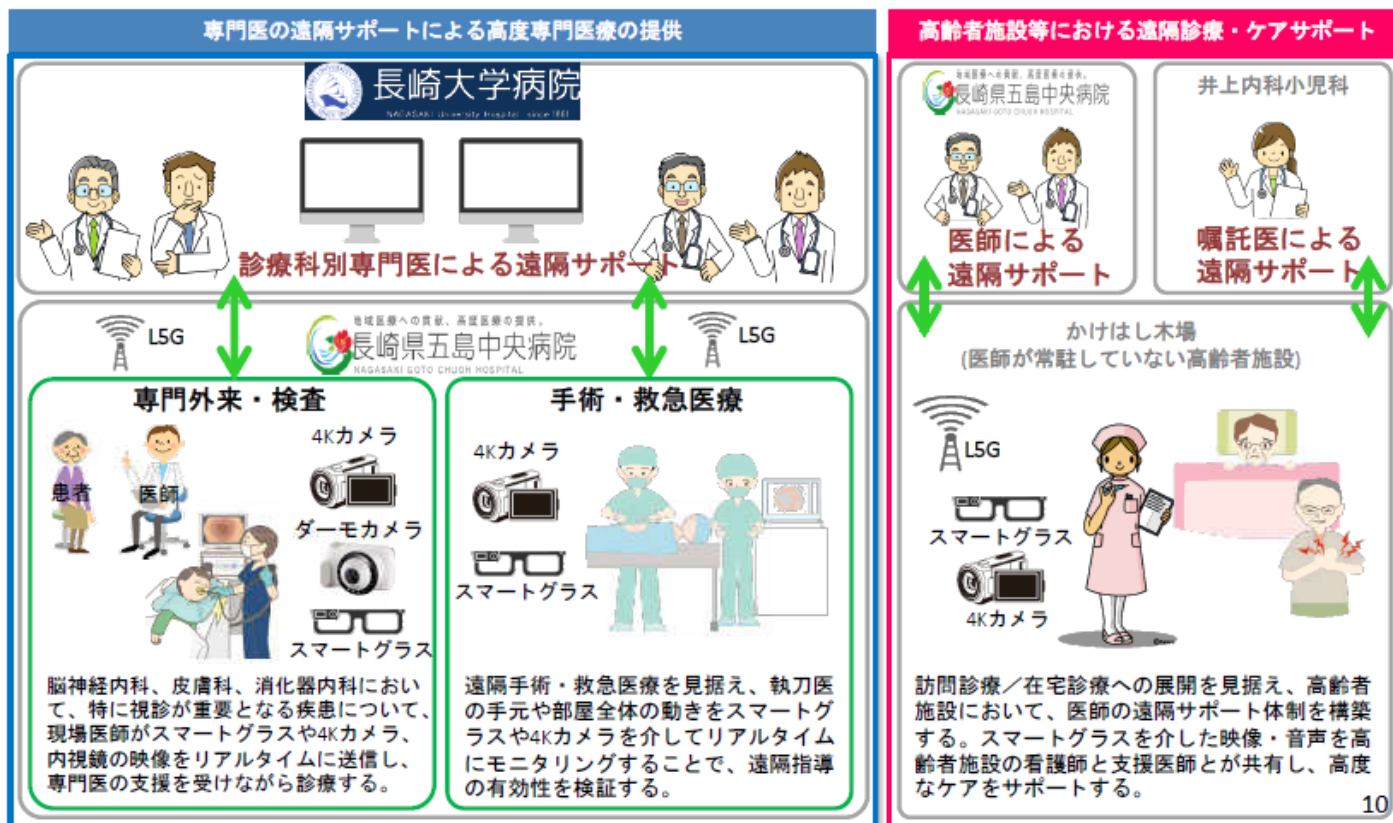 専門医の遠隔サポートによる高度専門医療の提供
長崎大学病院
NAGASAKI University Hospital since 1861
診療科別専門医による遠隔サポート
L5G
地域医療への貢献、高度医療の提供。
長崎県五島中央病院
NAGASAKI GOTO CHUOH HOSPITAL
L5G
専門外来・検査
患者
医師
4Kカメラ
ダーモカメラ
スマートグラス
脳神経内科、皮膚科、消化器内科におい
て、特に視診が重要となる疾患について、
現場医師がスマートグラスや4Kカメラ、
内視鏡の映像をリアルタイムに送信し、
専門医の支援を受けながら診療する。
手術・救急医療
4Kカメラ
スマートグラス
遠隔手術・救急医療を見据え、執刀医
の手元や部屋全体の動きをスマートグ
ラスや4Kカメラを介してリアルタイム
にモニタリングすることで、遠隔指導
の有効性を検証する。
高齢者施設等における遠隔診療・ケアサポート
地域医療への貢献、高度医療の提供。
長崎県五島中央病院
NAGASAKI GOTO CHUOH HOSPITAL
医師による
遠隔サポート
井上内科小児科
嘱託医による
遠隔サポート
かけはし木場
(医師が常駐していない高齢者施設)
L5G
スマートグラス
4Kカメラ
訪問診療／在宅診療への展開を見据え、高齢者
施設において、医師の遠隔サポート体制を構築
する。スマートグラスを介した映像・音声を高
齢者施設の看護師と支援医師とが共有し、高度
なケアをサポートする。
10